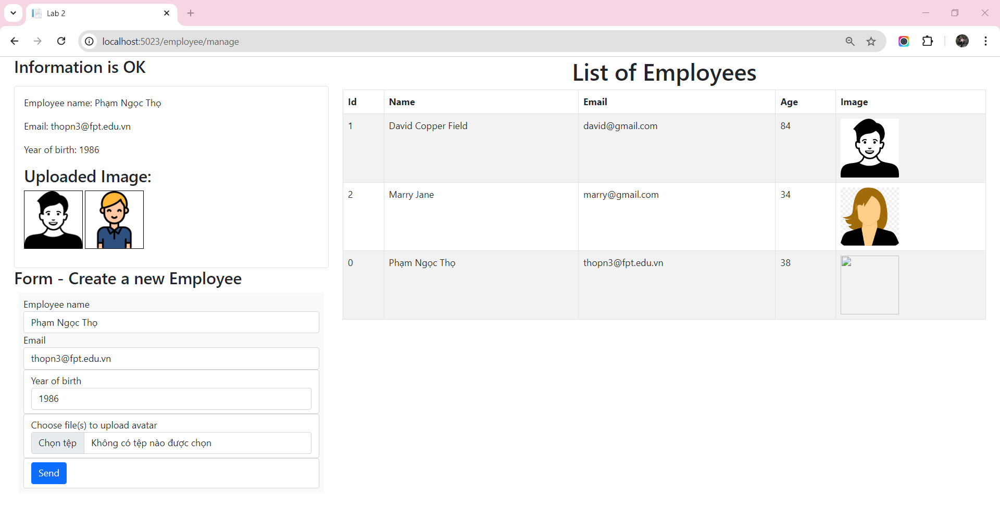 Lab 2
localhost:5023/employee/manage
Information is OK
Employee name: Phạm Ngọc Thọ
Email: thopn3@fpt.edu.vn
Year of birth: 1986
Uploaded Image:
Form - Create a new Employee
Employee name
Phạm Ngọc Thọ
Email
thopn3@fpt.edu.vn
Year of birth
1986
Choose file(s) to upload avatar
Chọn tệp Không có tệp nào được chọn
Send
List of Employees
Id Name Email Age Image
1 David Copper Field david@gmail.com 84
2 Marry Jane marry@gmail.com 34
0 Phạm Ngọc Thọ thopn3@fpt.edu.vn 38